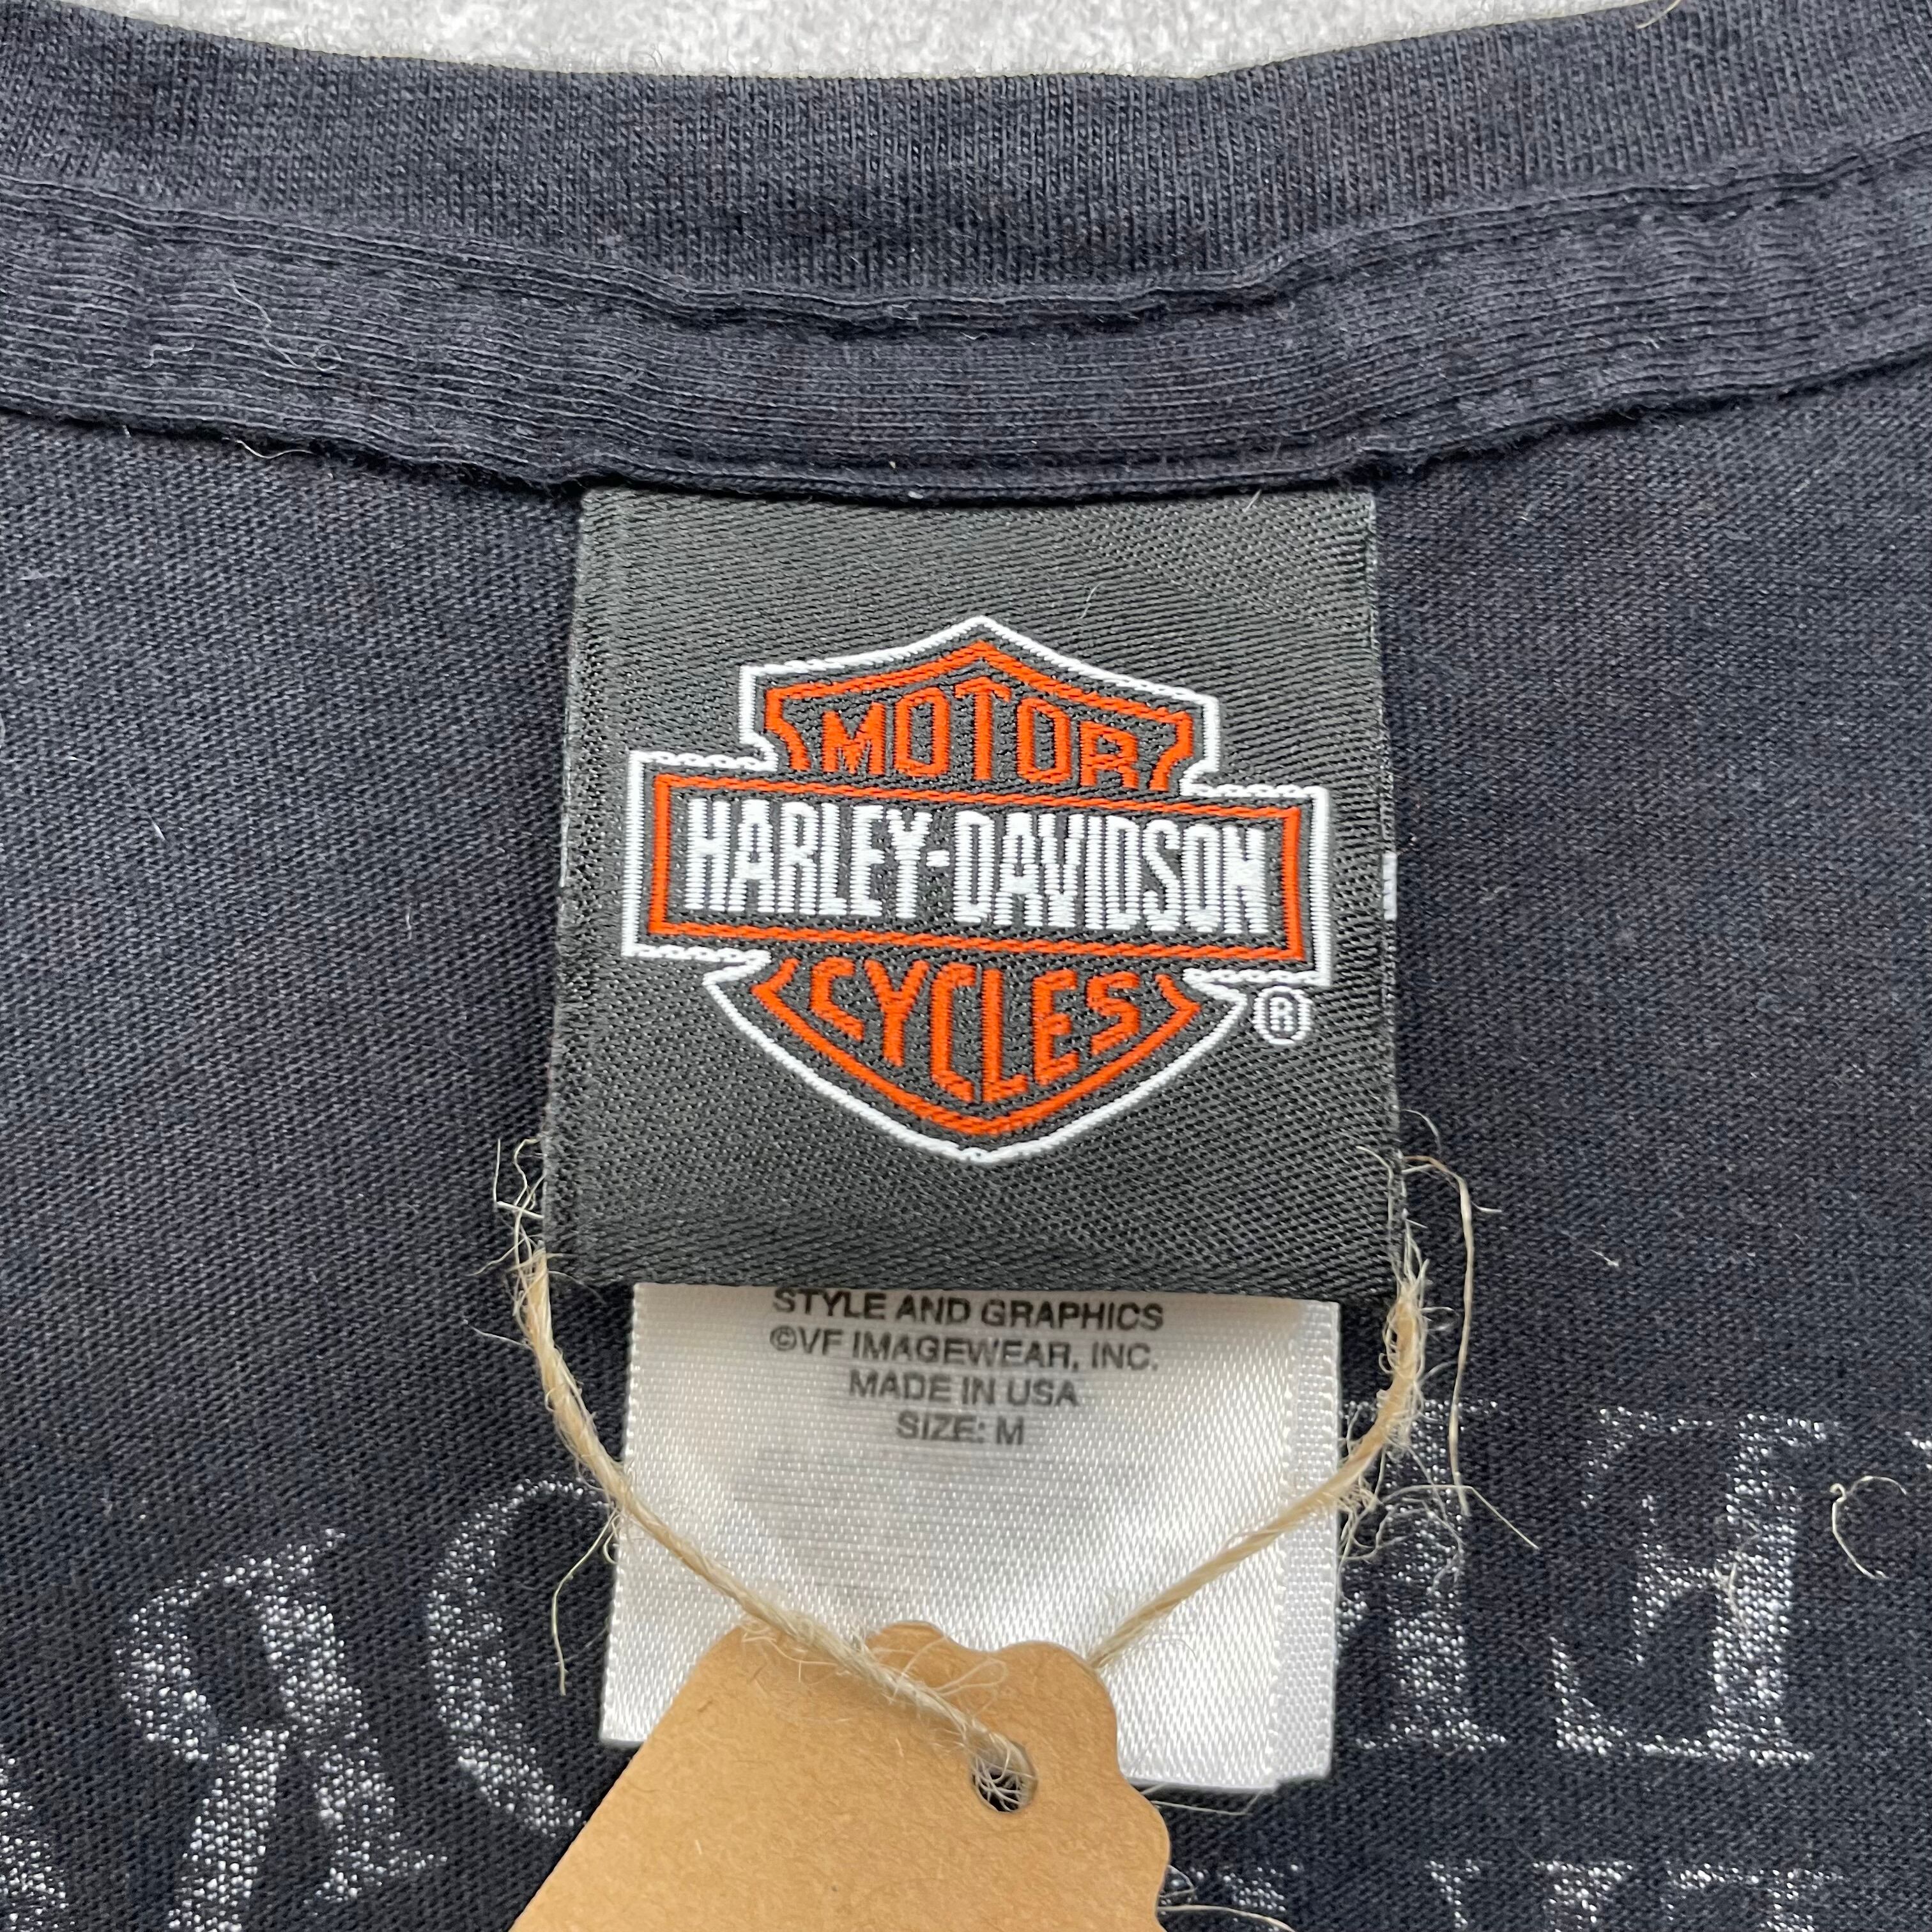 MOTOR
HARLEY-DAVIDSON
CYCLES
®
STYLE AND GRAPHICS
©VF IMAGEWEAR, INC.
MADE IN USA
SIZE: M